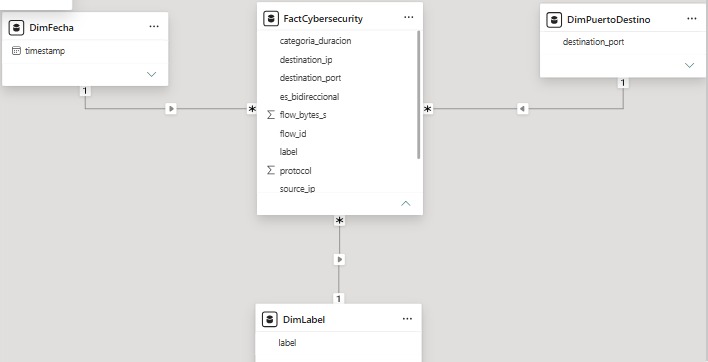 DimFecha
timestamp
1
*
FactCybersecurity
categoria_duracion
destination_ip
destination_port
es_bidireccional
flow_bytes_s
flow_id
label
protocol
source_ip
DimPuertoDestino
destination_port
1
*
*
1
DimLabel
label